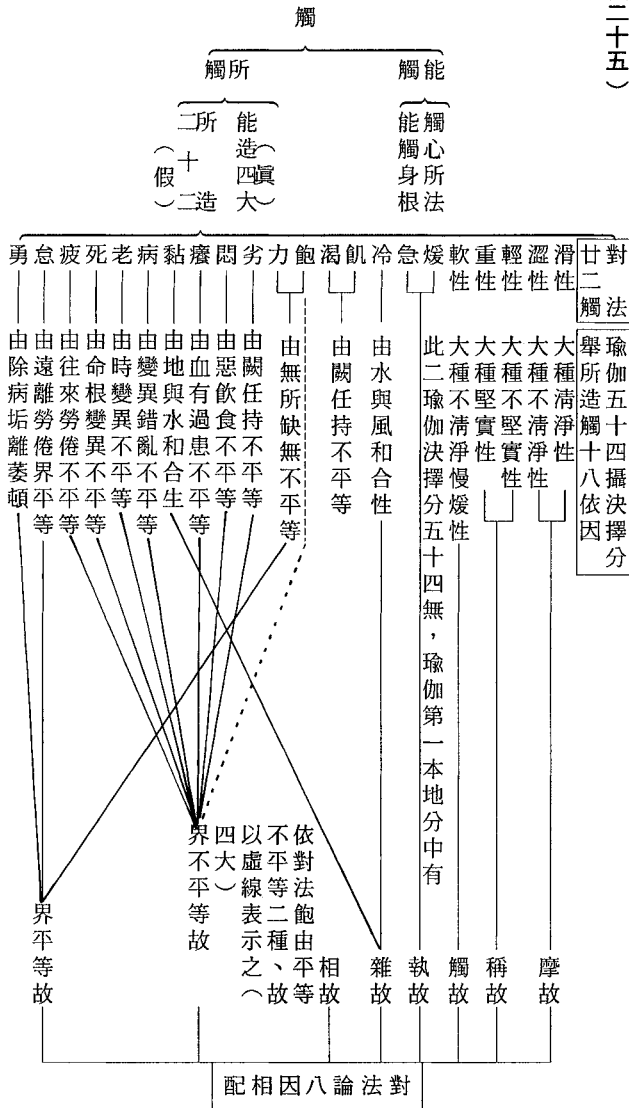 二十五）
觸
能觸
所觸
觸心所法
能觸身根
能造四大
（眞）
所造
二十二
（假）
對法
廿二觸
瑜伽五十四攝決擇分
舉所造觸十八依因
滑性
大種淸淨性
澀性
大種不淸淨性
輕性
大種不堅實性
重性
大種堅實性
軟性
大種不淸淨慢煖性
煖
急
此二瑜伽決擇分五十四無，瑜伽第一本地分中有
冷
由水與風和合性
飢
渴
由闕任持不平等
飽
力
由無所缺無不平等
劣
由闕任持不平等
悶
由惡飮食不平等
癢
由血有過患不平等
黏
由地與水和合生
病
由變異錯亂不平等
老
由時變異不平等
死
由命根變異不平等
疲
由往來勞倦不平等
怠
由遠離勞倦界平等
勇
由除病垢離萎頓
摩故
稱故
觸故
執故
雜故
相故
依對法飽由平等
不平等二種、故
以虛線表示之（
四大）
界不平等故
界平等故
對法論八因相配